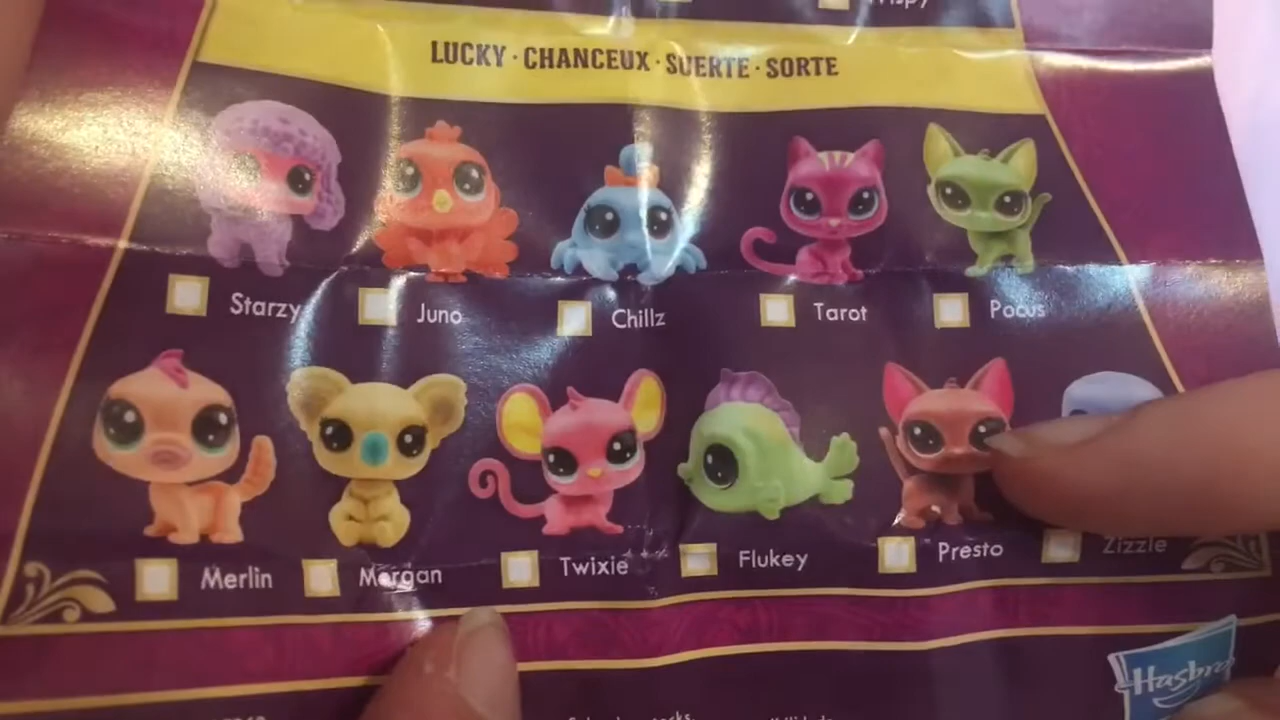 LUCKY · CHANCEUX · SUERTE · SORTE
Starzy Juno Chillz Tarot Pocus
Merlin Morgan Twixie Flukey Presto Zizzle
Hasbro